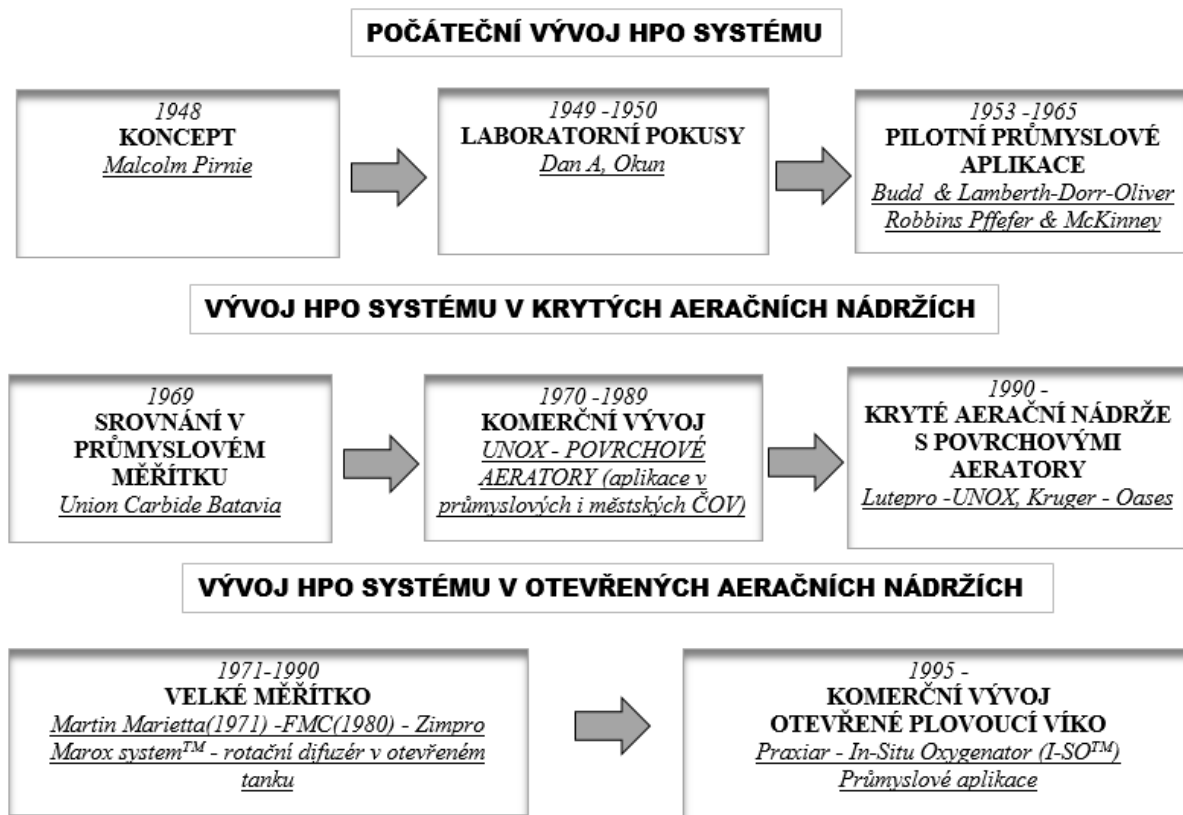 POČÁTEČNÍ VÝVOJ HPO SYSTÉMU
1948
KONCEPT
Malcolm Pirnie
1949 -1950
LABORATORNÍ POKUSY
Dan A, Okun
1953 -1965
PILOTNÍ PRŮMYSLOVÉ
APLIKACE
Budd & Lamberth-Dorr-Oliver
Robbins Pffefer & McKinney
VÝVOJ HPO SYSTÉMU V KRYTÝCH AERAČNÍCH NÁDRŽÍCH
1969
SROVNÁNÍ V
PRŮMYSLOVÉM
MĚŘÍTKU
Union Carbide Batavia
1970 -1989
KOMERČNÍ VÝVOJ
UNOX - POVRCHOVÉ
AERATORY (aplikace v
průmyslových i městských ČOV)
1990 -
KRYTÉ AERAČNÍ NÁDRŽE
S POVRCHOVÝMI
AERATORY
Lutepro -UNOX, Kruger - Oases
VÝVOJ HPO SYSTÉMU V OTEVŘENÝCH AERAČNÍCH NÁDRŽÍCH
1971-1990
VELKÉ MĚŘÍTKO
Martin Marietta(1971) -FMC(1980) - Zimpro
Marox system™ - rotační difuzér v otevřeném
tanku
1995 -
KOMERČNÍ VÝVOJ
OTEVŘENÉ PLOVOUCÍ VÍKO
Praxiar - In-Situ Oxygenator (I-SO™)
Průmyslové aplikace